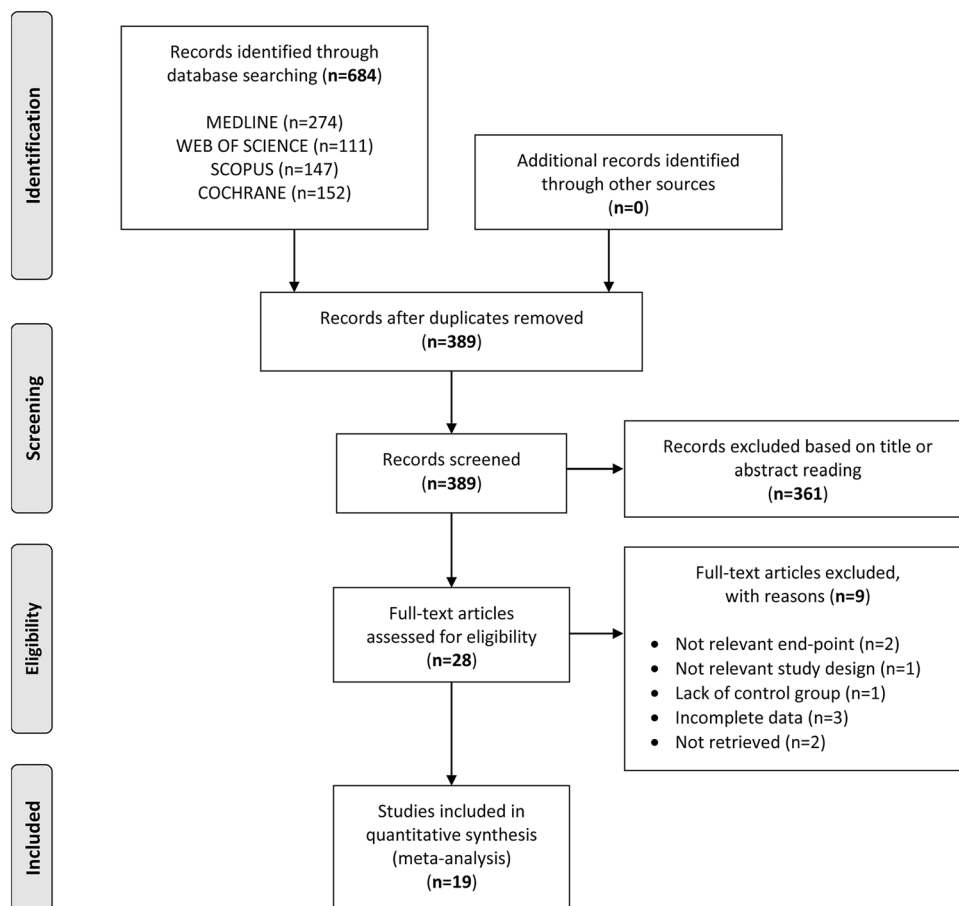 Identification
Records identified through
database searching (n=684)
MEDLINE (n=274)
WEB OF SCIENCE (n=111)
SCOPUS (n=147)
COCHRANE (n=152)
Additional records identified
through other sources
(n=0)
Records after duplicates removed
(n=389)
Screening
Records screened
(n=389)
Records excluded based on title or
abstract reading
(n=361)
Eligibility
Full-text articles
assessed for eligibility
(n=28)
Full-text articles excluded,
with reasons (n=9)
• Not relevant end-point (n=2)
• Not relevant study design (n=1)
• Lack of control group (n=1)
• Incomplete data (n=3)
• Not retrieved (n=2)
Included
Studies included in
quantitative synthesis
(meta-analysis)
(n=19)